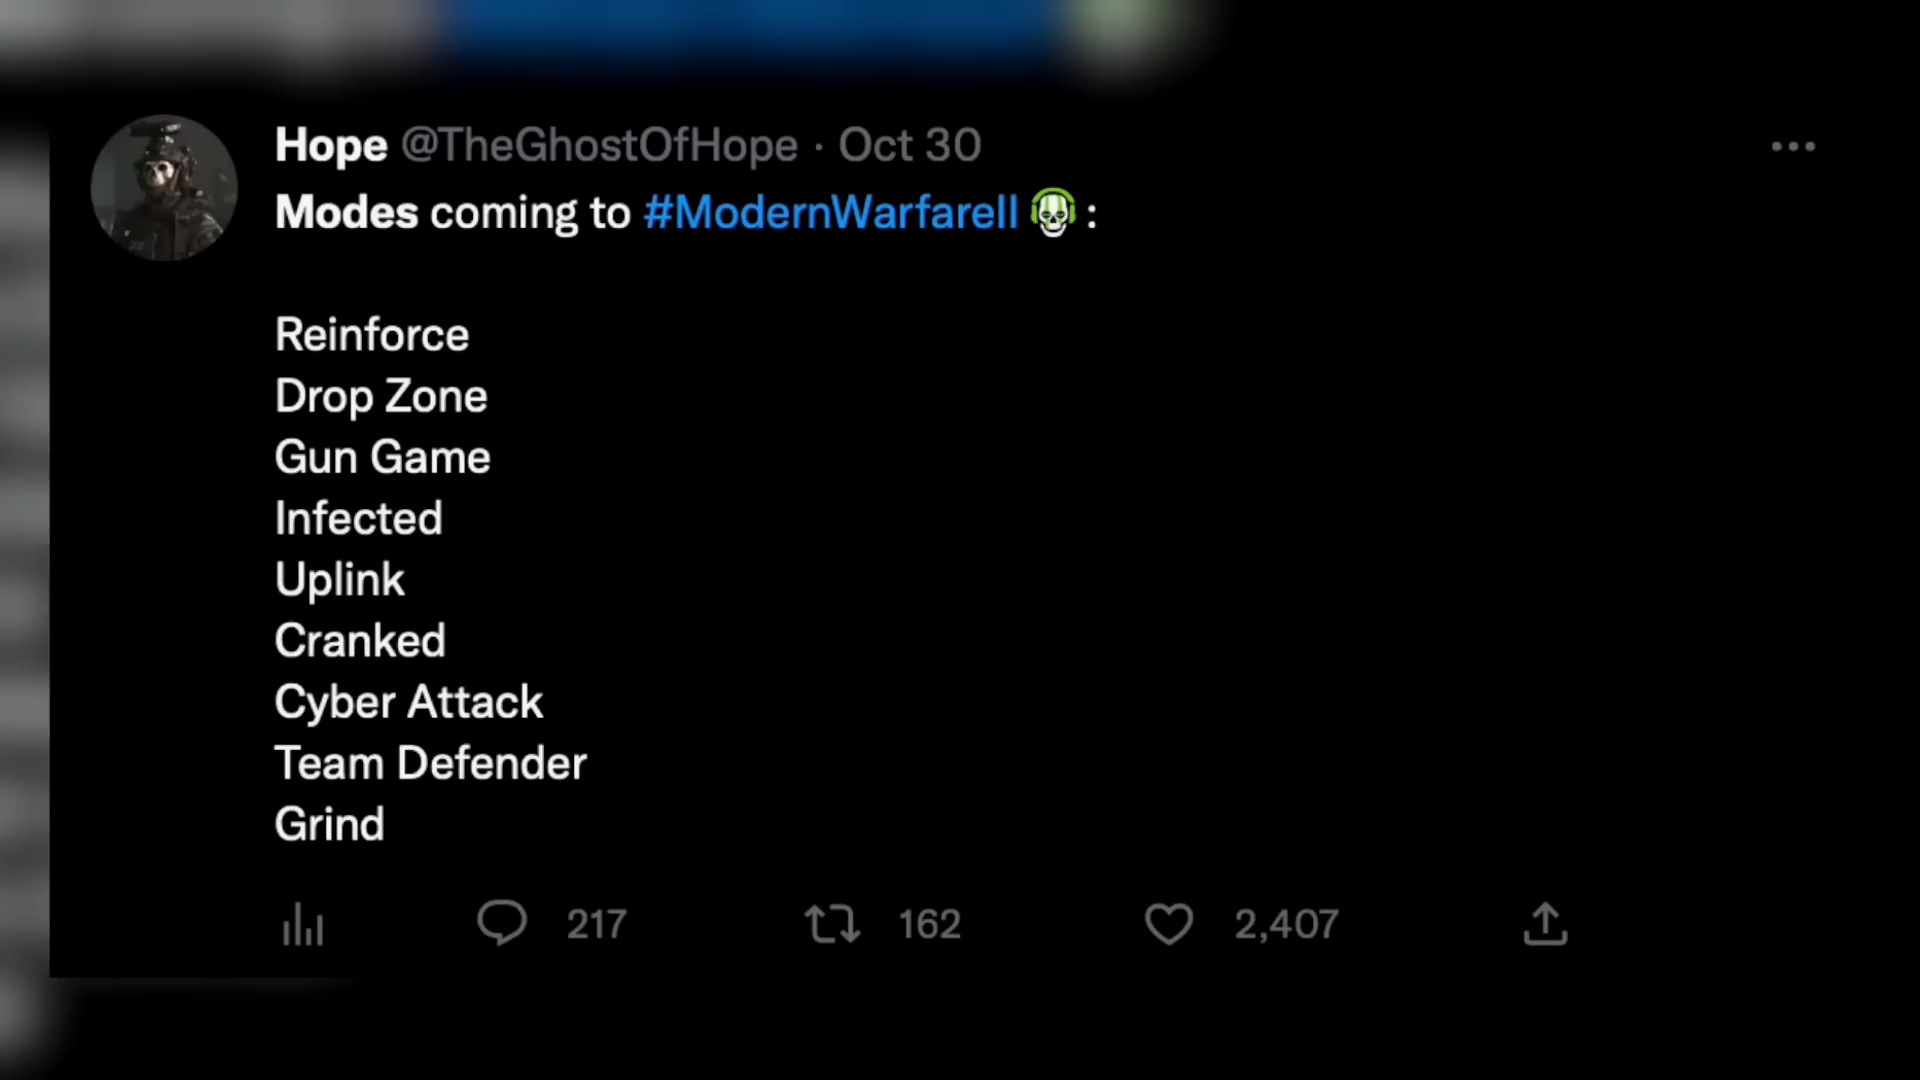 Hope @TheGhostOfHope · Oct 30
Modes coming to #ModernWarfareII :
Reinforce
Drop Zone
Gun Game
Infected
Uplink
Cranked
Cyber Attack
Team Defender
Grind
217 162 2,407